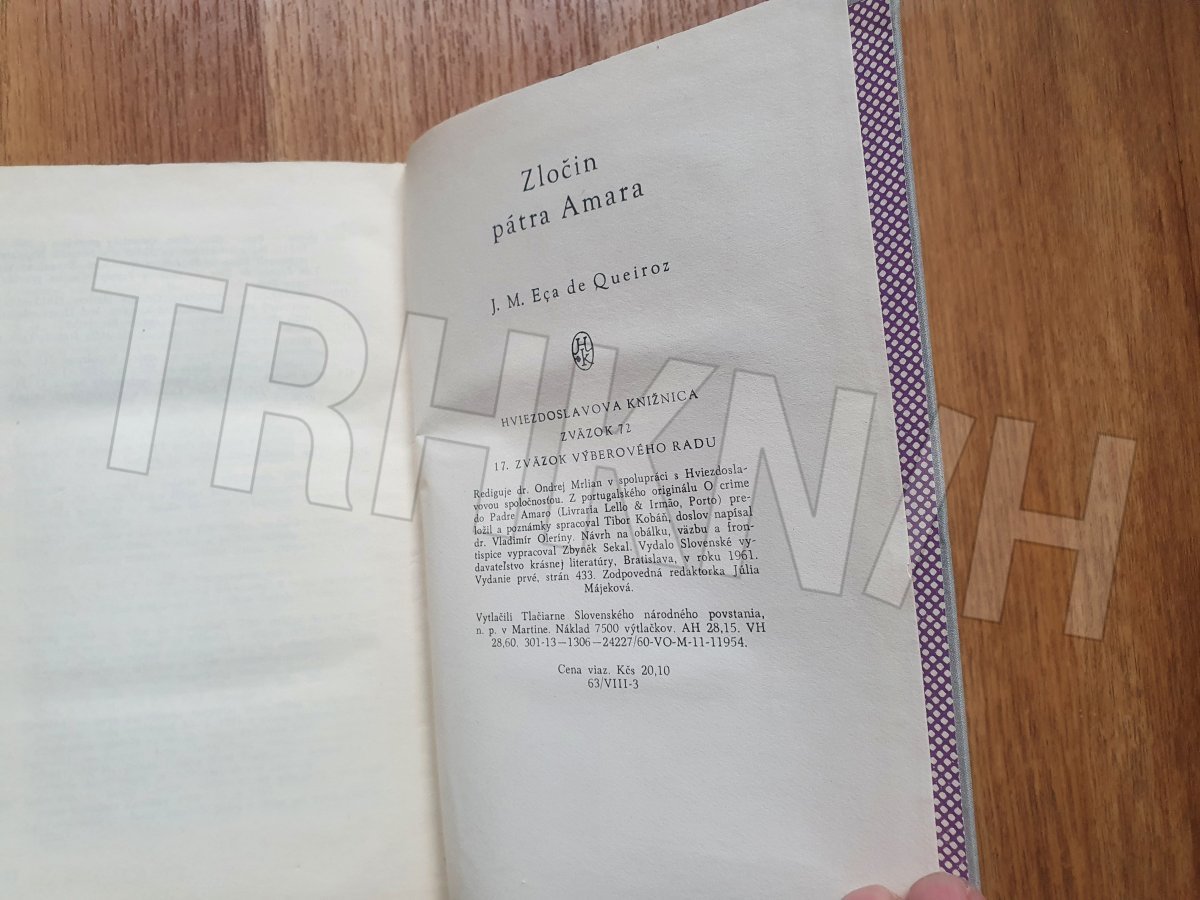 Zločin
pátra Amara
J. M. Eça de Queiroz
HK
HVIEZDOSLAVOVA KNIŽNICA
ZVÄZOK 72
17. ZVÄZOK VÝBEROVÉHO RADU
Rediguje dr. Ondrej Mrlian v spolupráci s Hviezdosla-
vovou spoločnosťou. Z portugalského originálu O crime
do Padre Amaro (Livraria Lello & Irmão, Porto) pre-
ložil a poznámky spracoval Tibor Kobáň, doslov napísal
dr. Vladimír Oleríny. Návrh na obálku, väzbu a fron-
tispice vypracoval Zbyněk Sekal. Vydalo Slovenské vy-
davateľstvo krásnej literatúry, Bratislava, v roku 1961.
Vydanie prvé, strán 433. Zodpovedná redaktorka Júlia
Májeková.
Vytlačili Tlačiarne Slovenského národného povstania,
n. p. v Martine. Náklad 7500 výtlačkov. AH 28,15. VH
28,60. 301-13—1306—24227/60-VO-M-11-11954.
Cena viaz. Kčs 20,10
63/VIII-3
TRHKNÍH